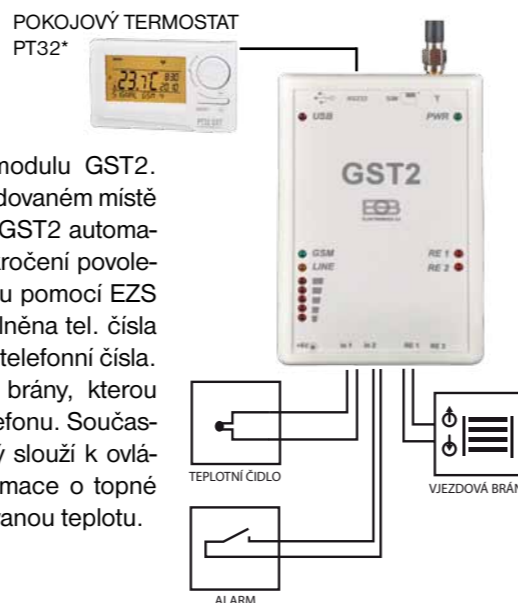 POKOJOVÝ TERMOSTAT
PT32*
USB
RS232
SIM
PWR
GST2
GSM
LINE
RE 1
RE 2
In 1
In 2
RE 1
RE 2
modulu GST2.
dovaném místě
GST2 automa-
ročení povole-
u pomocí EZS
lněna tel. čísla
telefonní čísla.
brány, kterou
efonu. Součas-
ý slouží k ovlá-
mace o topné
vanou teplotu.
TEPLOTNÍ ČIDLO
VJEZDOVÁ BRÁN
ALARM